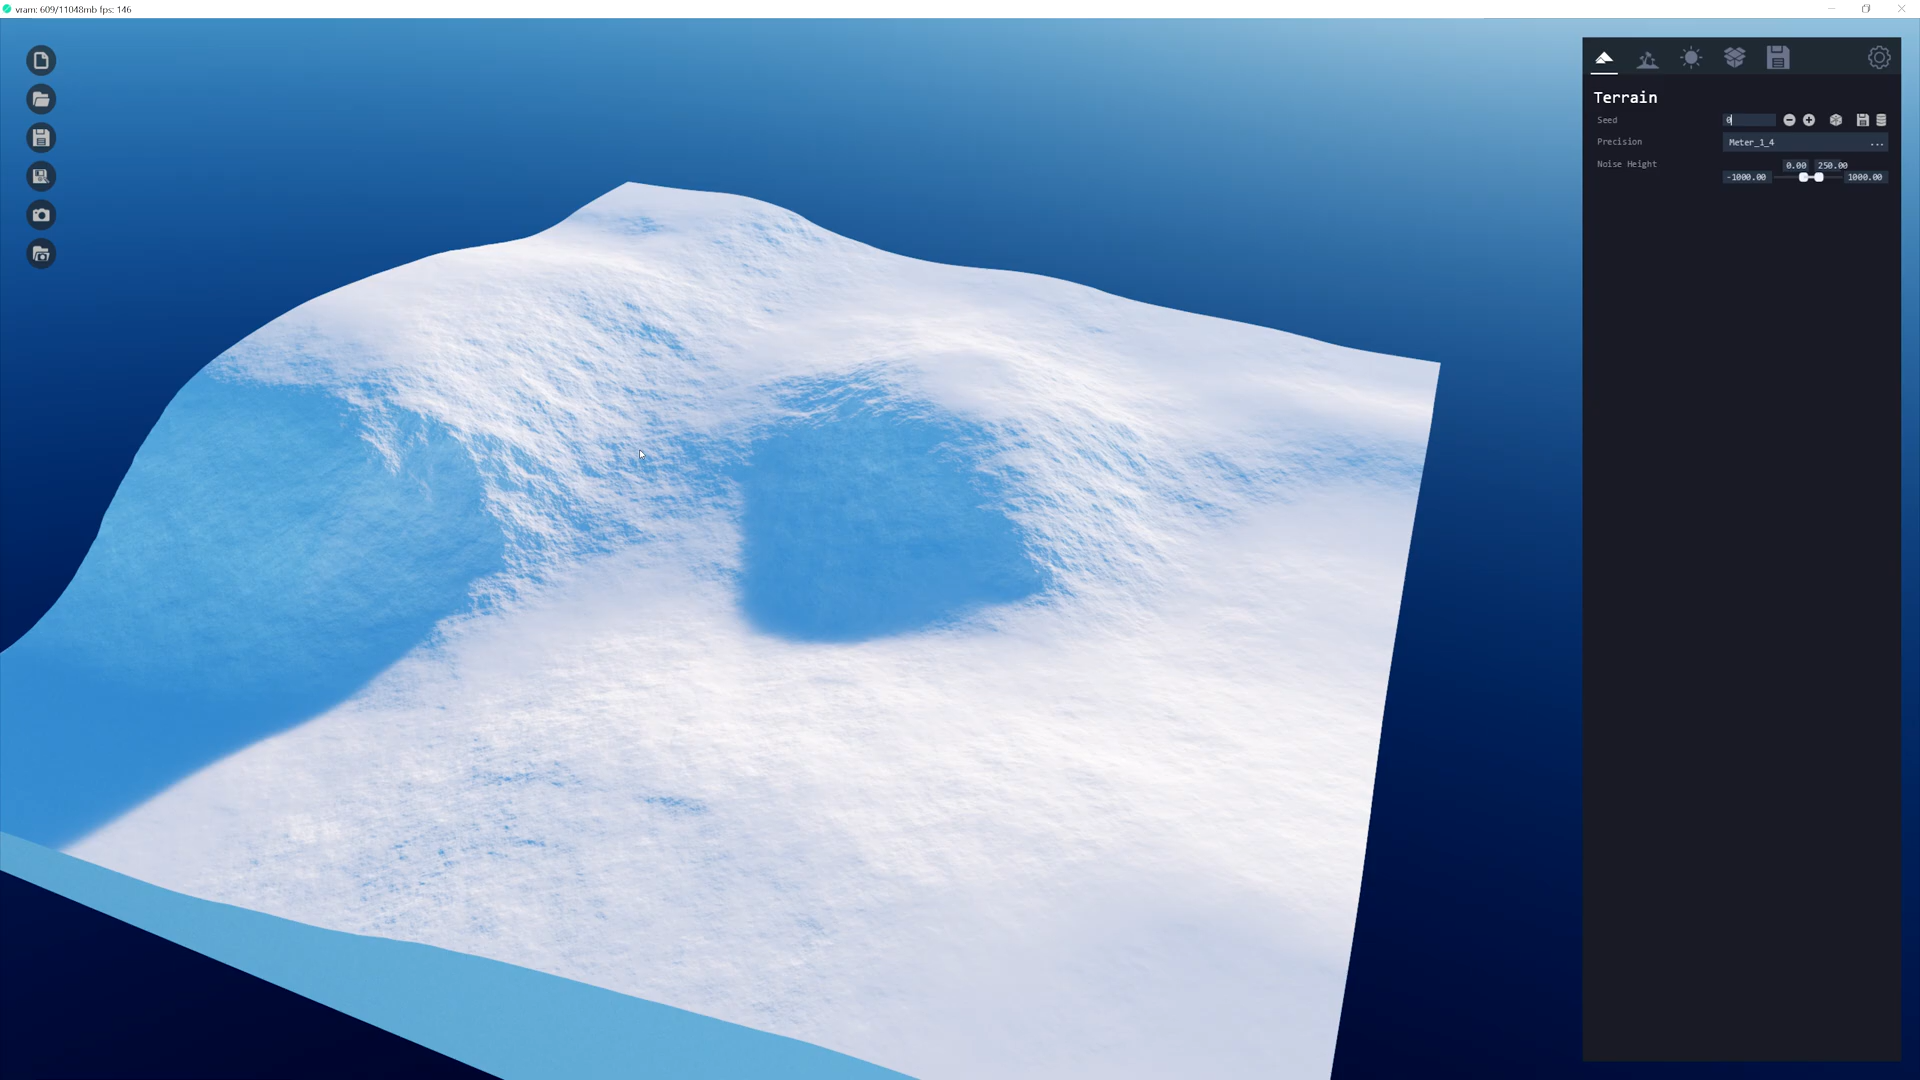 vram: 609/11048mb fps: 146
Terrain
Seed 0
Precision Meter_1_4 ...
Noise Height 0.00 250.00
-1000.00 1000.00